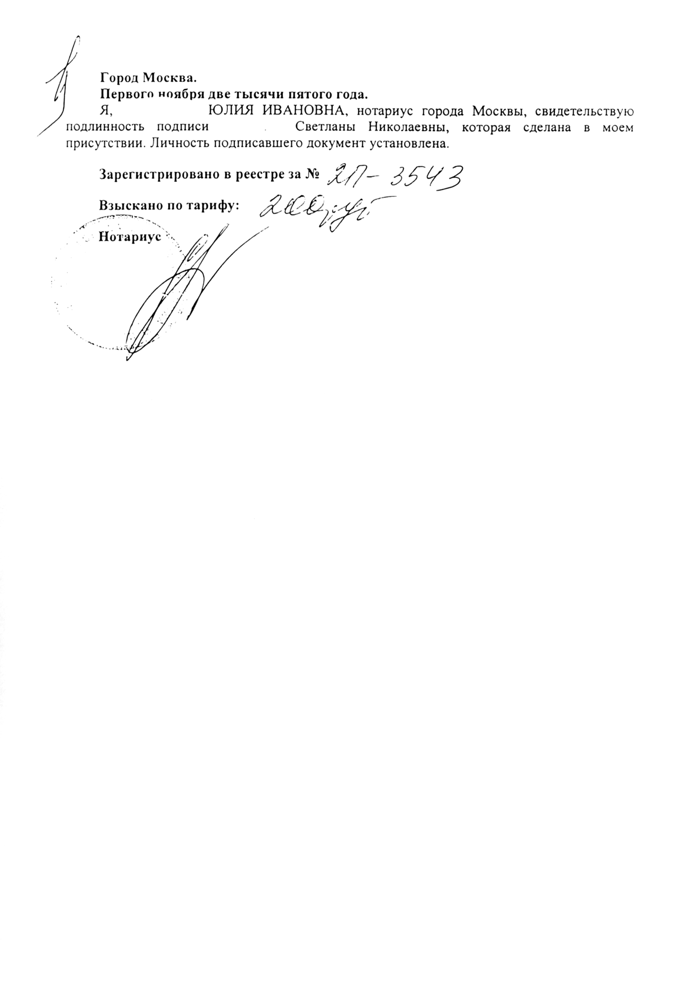 Город Москва.
Первого ноября две тысячи пятого года.
Я, ЮЛИЯ ИВАНОВНА, нотариус города Москвы, свидетельствую
подлинность подписи Светланы Николаевны, которая сделана в моем
присутствии. Личность подписавшего документ установлена.
Зарегистрировано в реестре за № 2П- 3543
Взыскано по тарифу: 200 руб
Нотариус